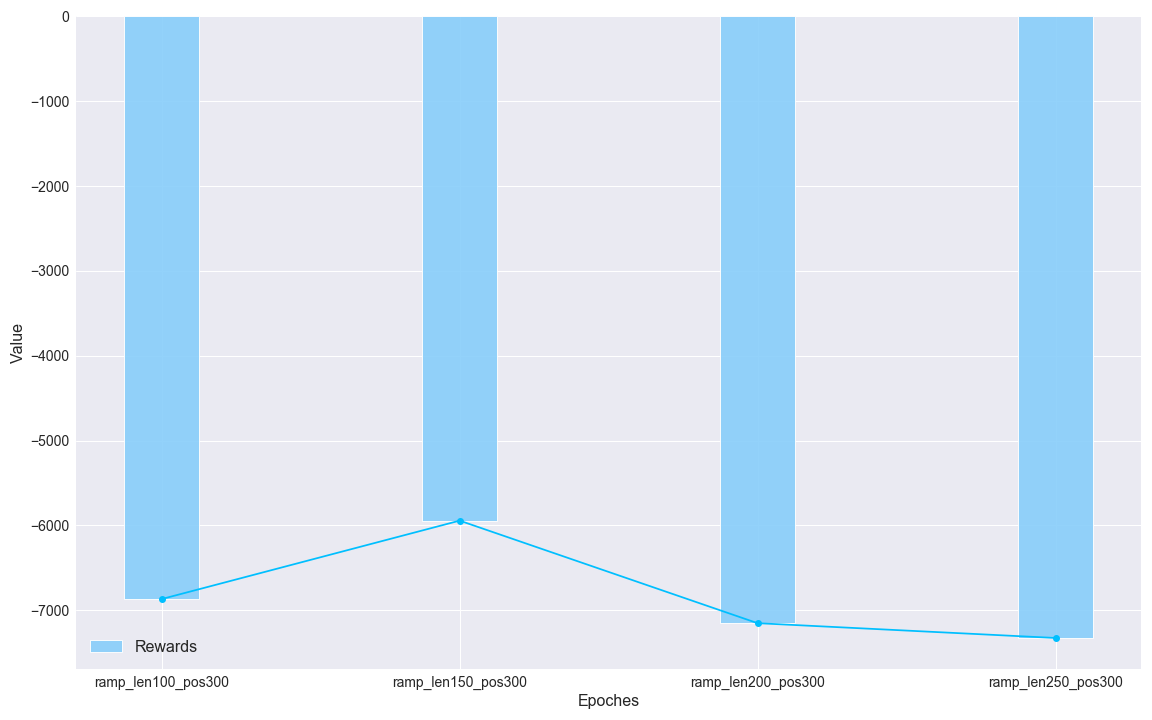 0
−1000
−2000
−3000
−4000
−5000
−6000
−7000
Value
Rewards
ramp_len100_pos300 ramp_len150_pos300 ramp_len200_pos300 ramp_len250_pos300
Epoches